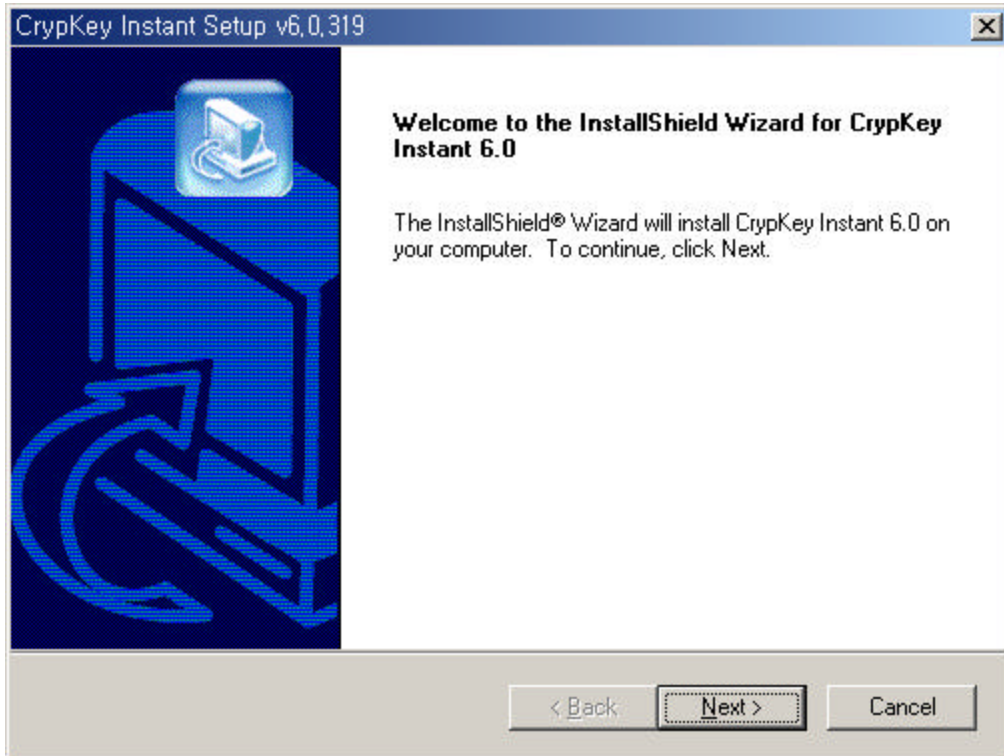 CrypKey Instant Setup v6,0,319
Welcome to the InstallShield Wizard for CrypKey
Instant 6.0
The InstallShield® Wizard will install CrypKey Instant 6.0 on
your computer.  To continue, click Next.
< Back
Next >
Cancel